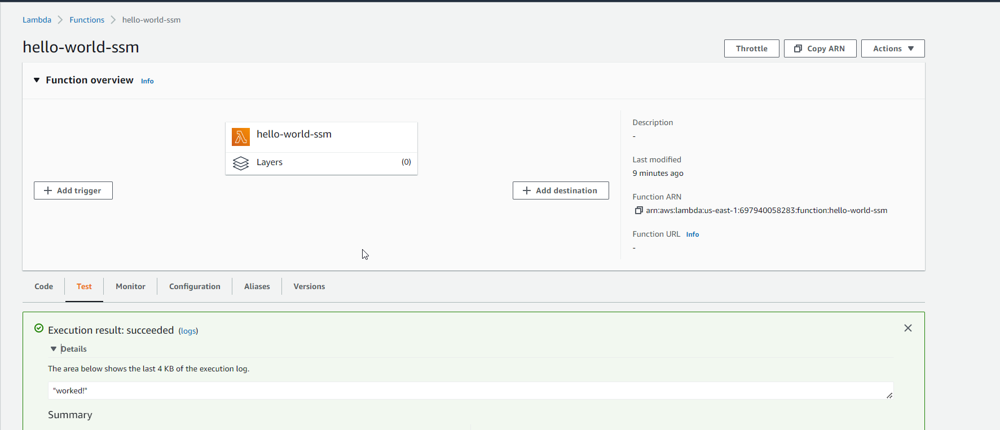 Lambda > Functions > hello-world-ssm
hello-world-ssm
Throttle
Copy ARN
Actions
Function overview Info
hello-world-ssm
Layers (0)
Add trigger
Add destination
Description
-
Last modified
9 minutes ago
Function ARN
arn:aws:lambda:us-east-1:697940058283:function:hello-world-ssm
Function URL Info
-
Code
Test
Monitor
Configuration
Aliases
Versions
Execution result: succeeded (logs)
Details
The area below shows the last 4 KB of the execution log.
"worked!"
Summary